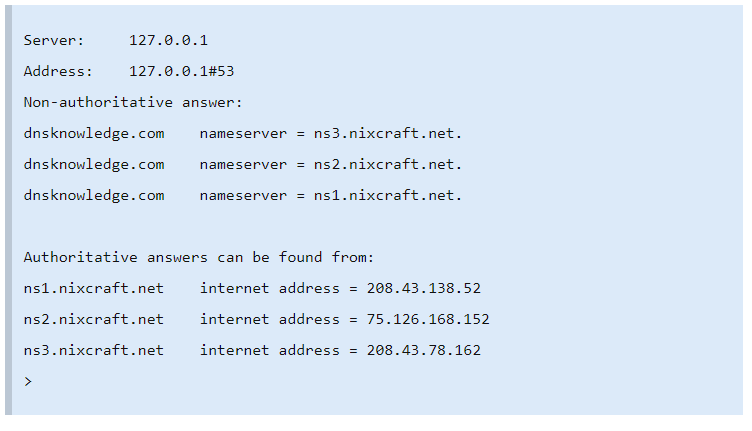 Server: 127.0.0.1
Address: 127.0.0.1#53
Non-authoritative answer:
dnsknowledge.com nameserver = ns3.nixcraft.net.
dnsknowledge.com nameserver = ns2.nixcraft.net.
dnsknowledge.com nameserver = ns1.nixcraft.net.
Authoritative answers can be found from:
ns1.nixcraft.net internet address = 208.43.138.52
ns2.nixcraft.net internet address = 75.126.168.152
ns3.nixcraft.net internet address = 208.43.78.162
>